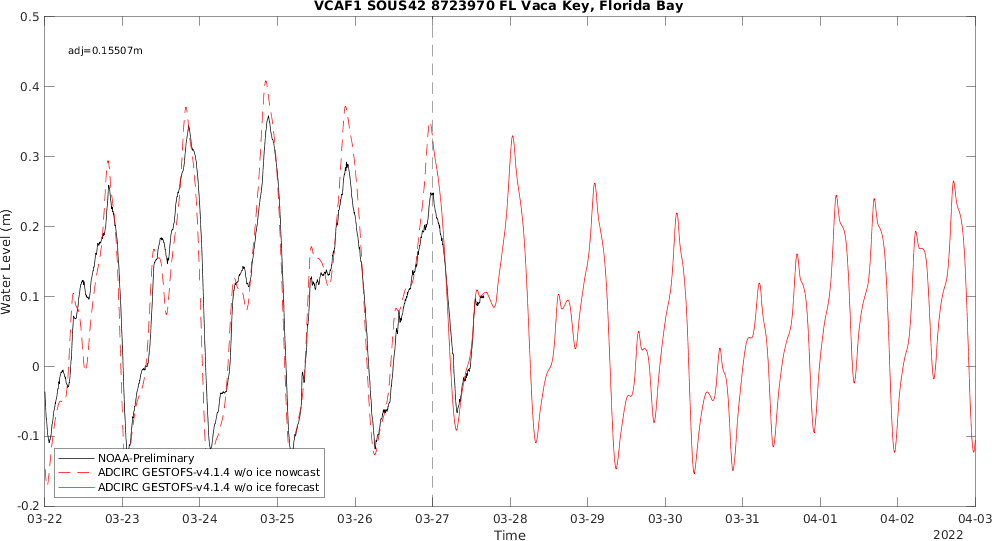 VCAF1 SOUS42 8723970 FL Vaca Key, Florida Bay
adj=0.15507m
0.5
0.4
0.3
0.2
0.1
0
-0.1
-0.2
Water Level (m)
NOAA-Preliminary
ADCIRC GESTOFS-v4.1.4 w/o ice nowcast
ADCIRC GESTOFS-v4.1.4 w/o ice forecast
03-22 03-23 03-24 03-25 03-26 03-27 03-28 03-29 03-30 03-31 04-01 04-02 04-03
Time
2022